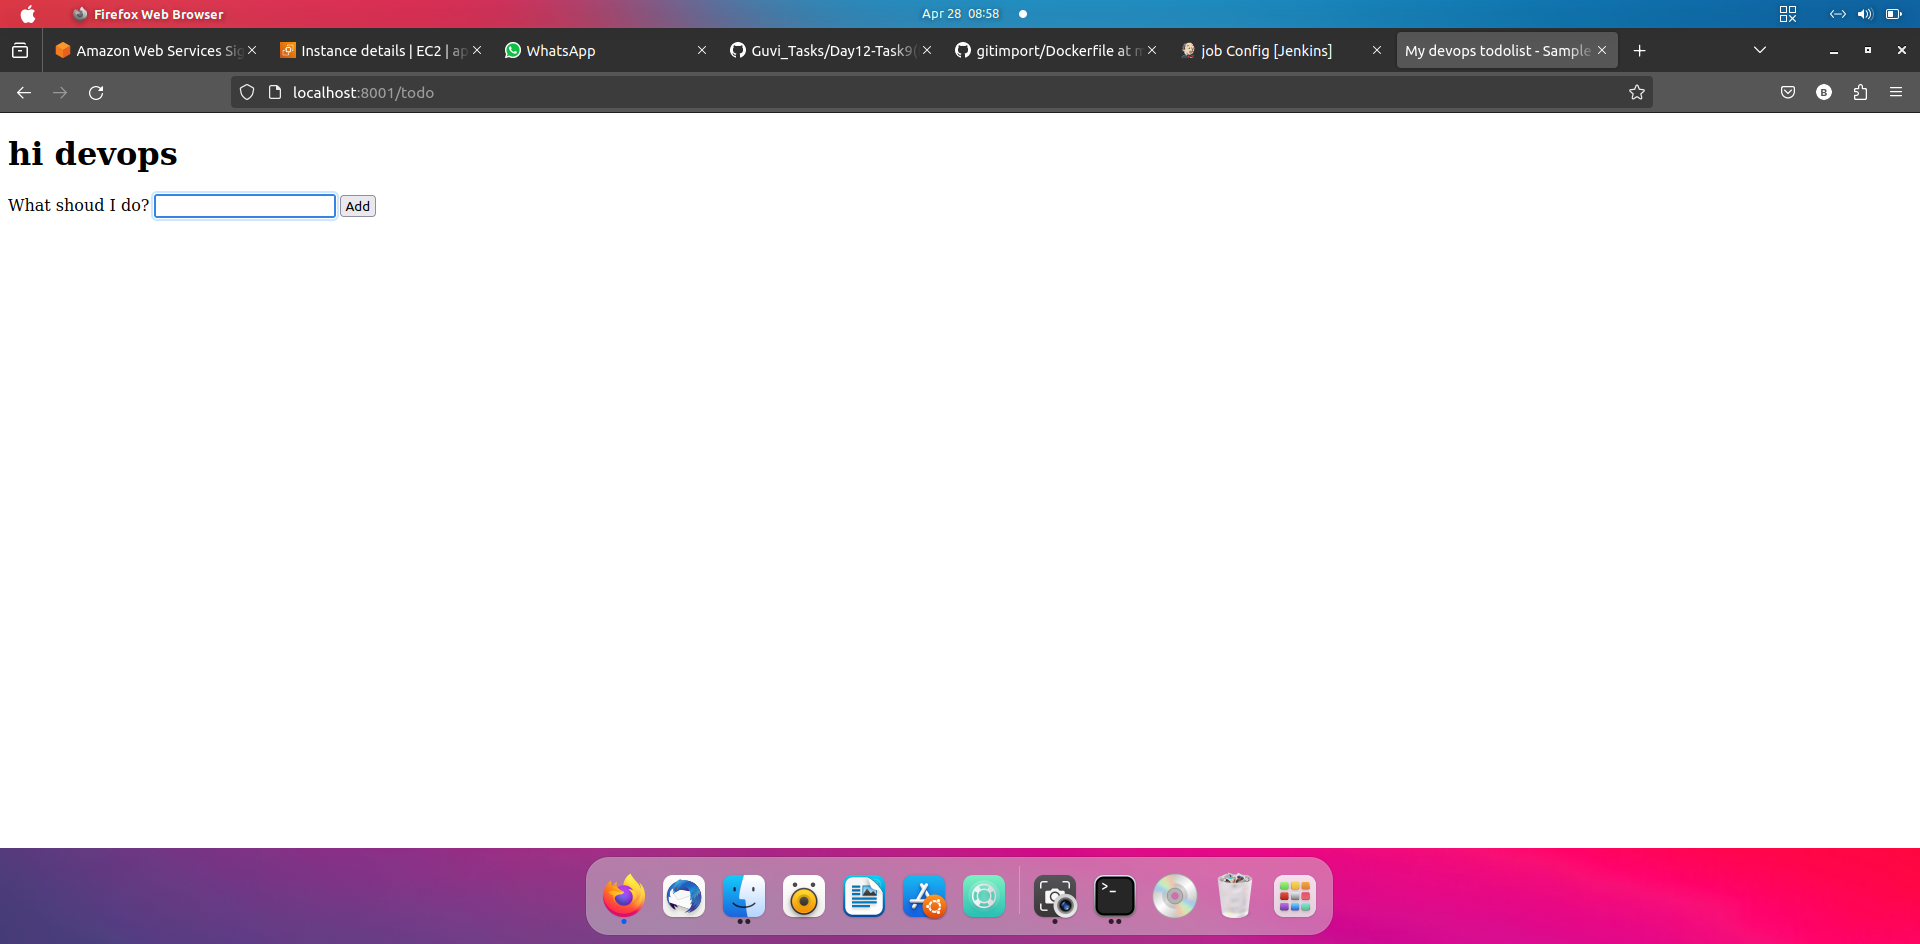 Firefox Web Browser
Apr 28 08:58
Amazon Web Services Sig
Instance details | EC2 | ap
WhatsApp
Guvi_Tasks/Day12-Task9(
gitimport/Dockerfile at m
job Config [Jenkins]
My devops todolist - Sample
localhost:8001/todo
B
hi devops
What shoud I do?
Add
>_